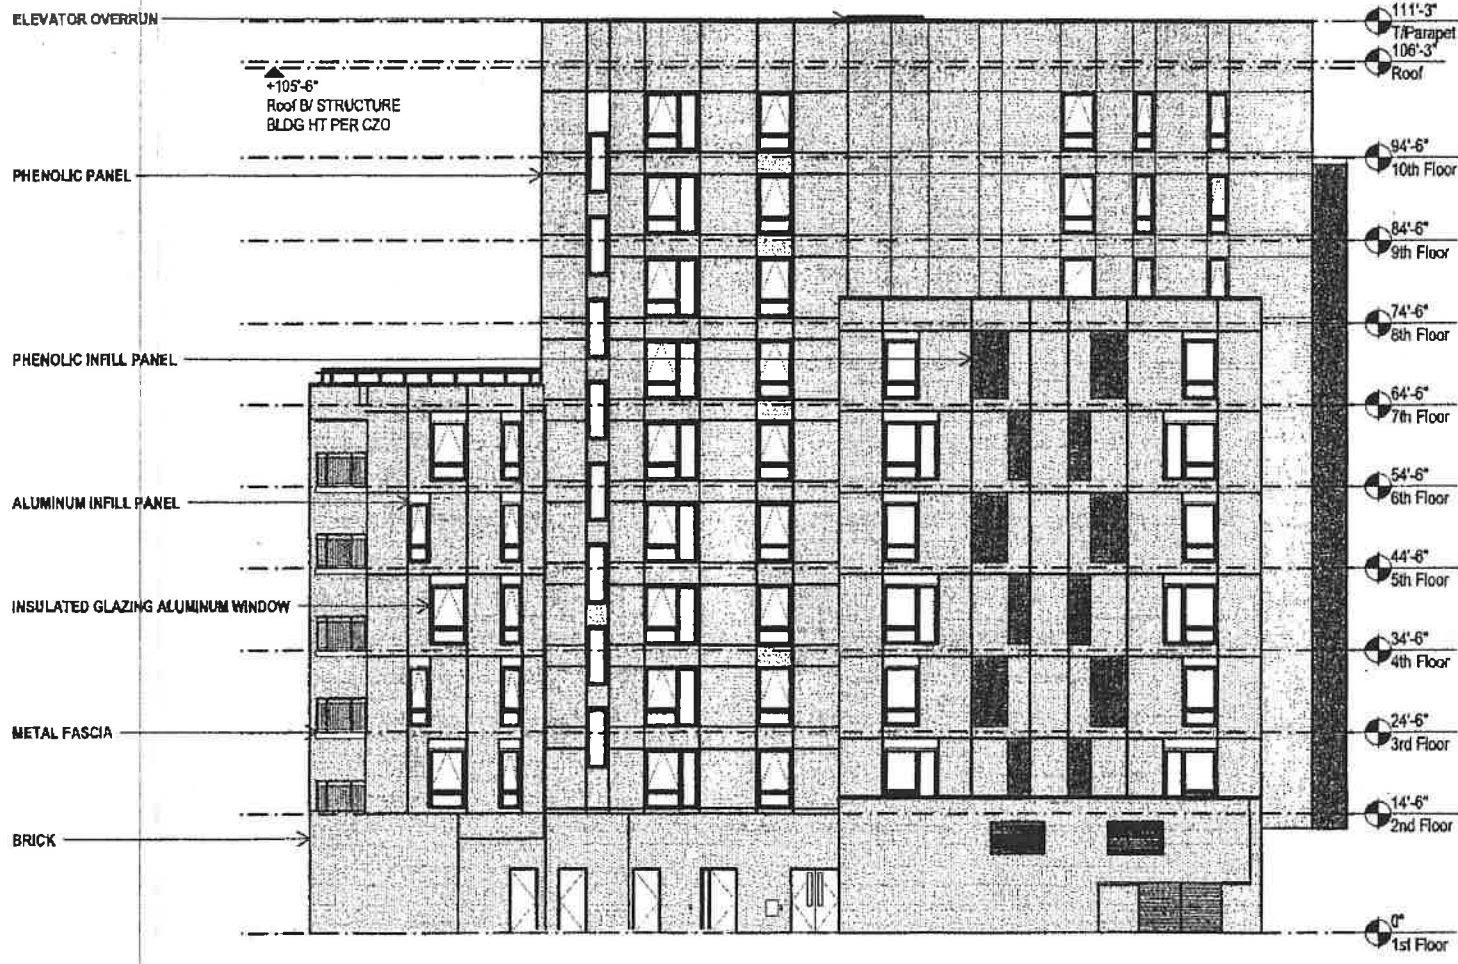 ELEVATOR OVERRUN
111'-3"
T/Parapet
106'-3"
Roof
+105'-6"
Roof B/ STRUCTURE
BLDG HT PER CZO
94'-6"
10th Floor
PHENOLIC PANEL
84'-6"
9th Floor
74'-6"
8th Floor
PHENOLIC INFILL PANEL
64'-6"
7th Floor
54'-6"
6th Floor
ALUMINUM INFILL PANEL
44'-6"
5th Floor
INSULATED GLAZING ALUMINUM WINDOW
34'-6"
4th Floor
24'-6"
3rd Floor
METAL FASCIA
14'-6"
2nd Floor
BRICK
0"
1st Floor